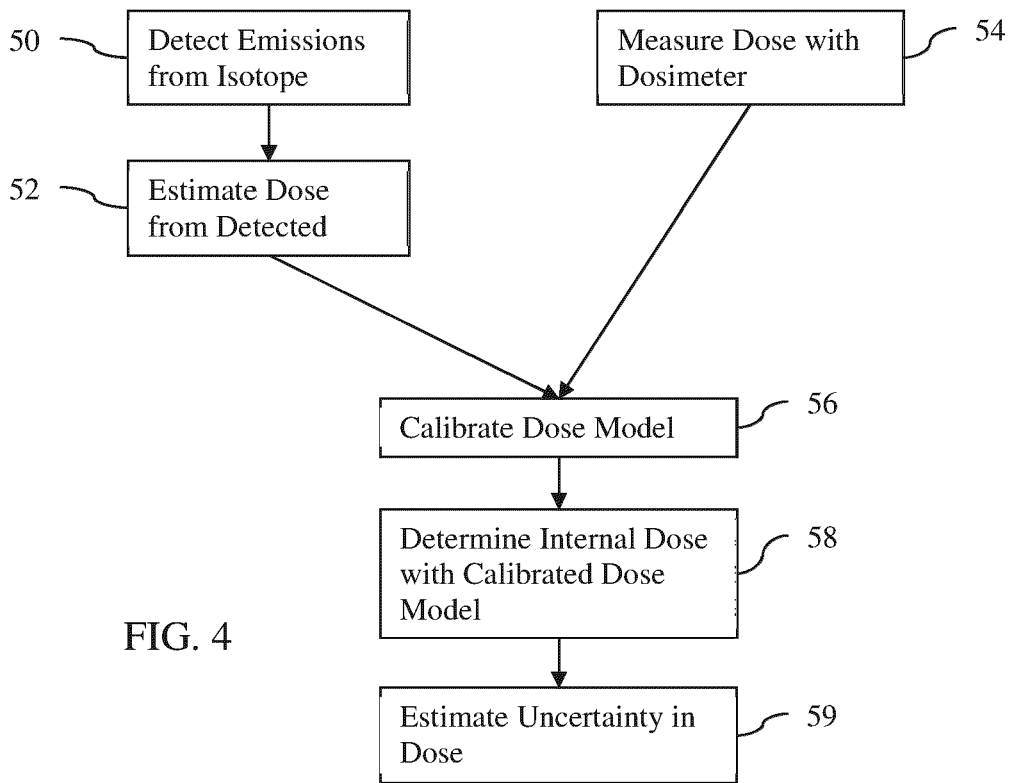 50
Detect Emissions
from Isotope
54
Measure Dose with
Dosimeter
52
Estimate Dose
from Detected
56
Calibrate Dose Model
58
Determine Internal Dose
with Calibrated Dose
Model
FIG. 4
59
Estimate Uncertainty in
Dose